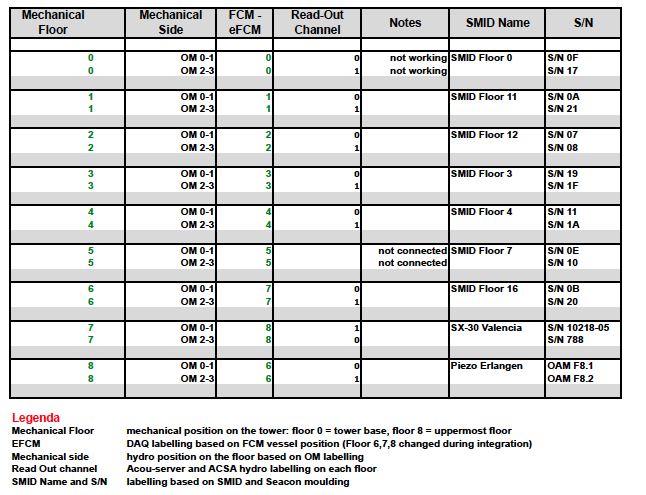 Mechanical Floor Mechanical Side FCM - eFCM Read-Out Channel Notes SMID Name S/N
0 OM 0-1 0 0 not working SMID Floor 0 S/N 0F
0 OM 2-3 0 1 not working S/N 17
1 OM 0-1 1 0 SMID Floor 11 S/N 0A
1 OM 2-3 1 1 S/N 21
2 OM 0-1 2 0 SMID Floor 12 S/N 07
2 OM 2-3 2 1 S/N 08
3 OM 0-1 3 0 SMID Floor 3 S/N 19
3 OM 2-3 3 1 S/N 1F
4 OM 0-1 4 0 SMID Floor 4 S/N 11
4 OM 2-3 4 1 S/N 1A
5 OM 0-1 5 not connected SMID Floor 7 S/N 0E
5 OM 2-3 5 not connected S/N 10
6 OM 0-1 7 0 SMID Floor 16 S/N 0B
6 OM 2-3 7 1 S/N 20
7 OM 0-1 8 1 SX-30 Valencia S/N 10218-05
7 OM 2-3 8 0 S/N 788
8 OM 0-1 6 0 Piezo Erlangen OAM F8.1
8 OM 2-3 6 1 OAM F8.2
Legenda
Mechanical Floor mechanical position on the tower: floor 0 = tower base, floor 8 = uppermost floor
EFCM DAQ labelling based on FCM vessel position (Floor 6,7,8 changed during integration)
Mechanical side hydro position on the floor based on OM labelling
Read Out channel Acou-server and ACSA hydro labelling on each floor
SMID Name and S/N labelling based on SMID and Seacon moulding